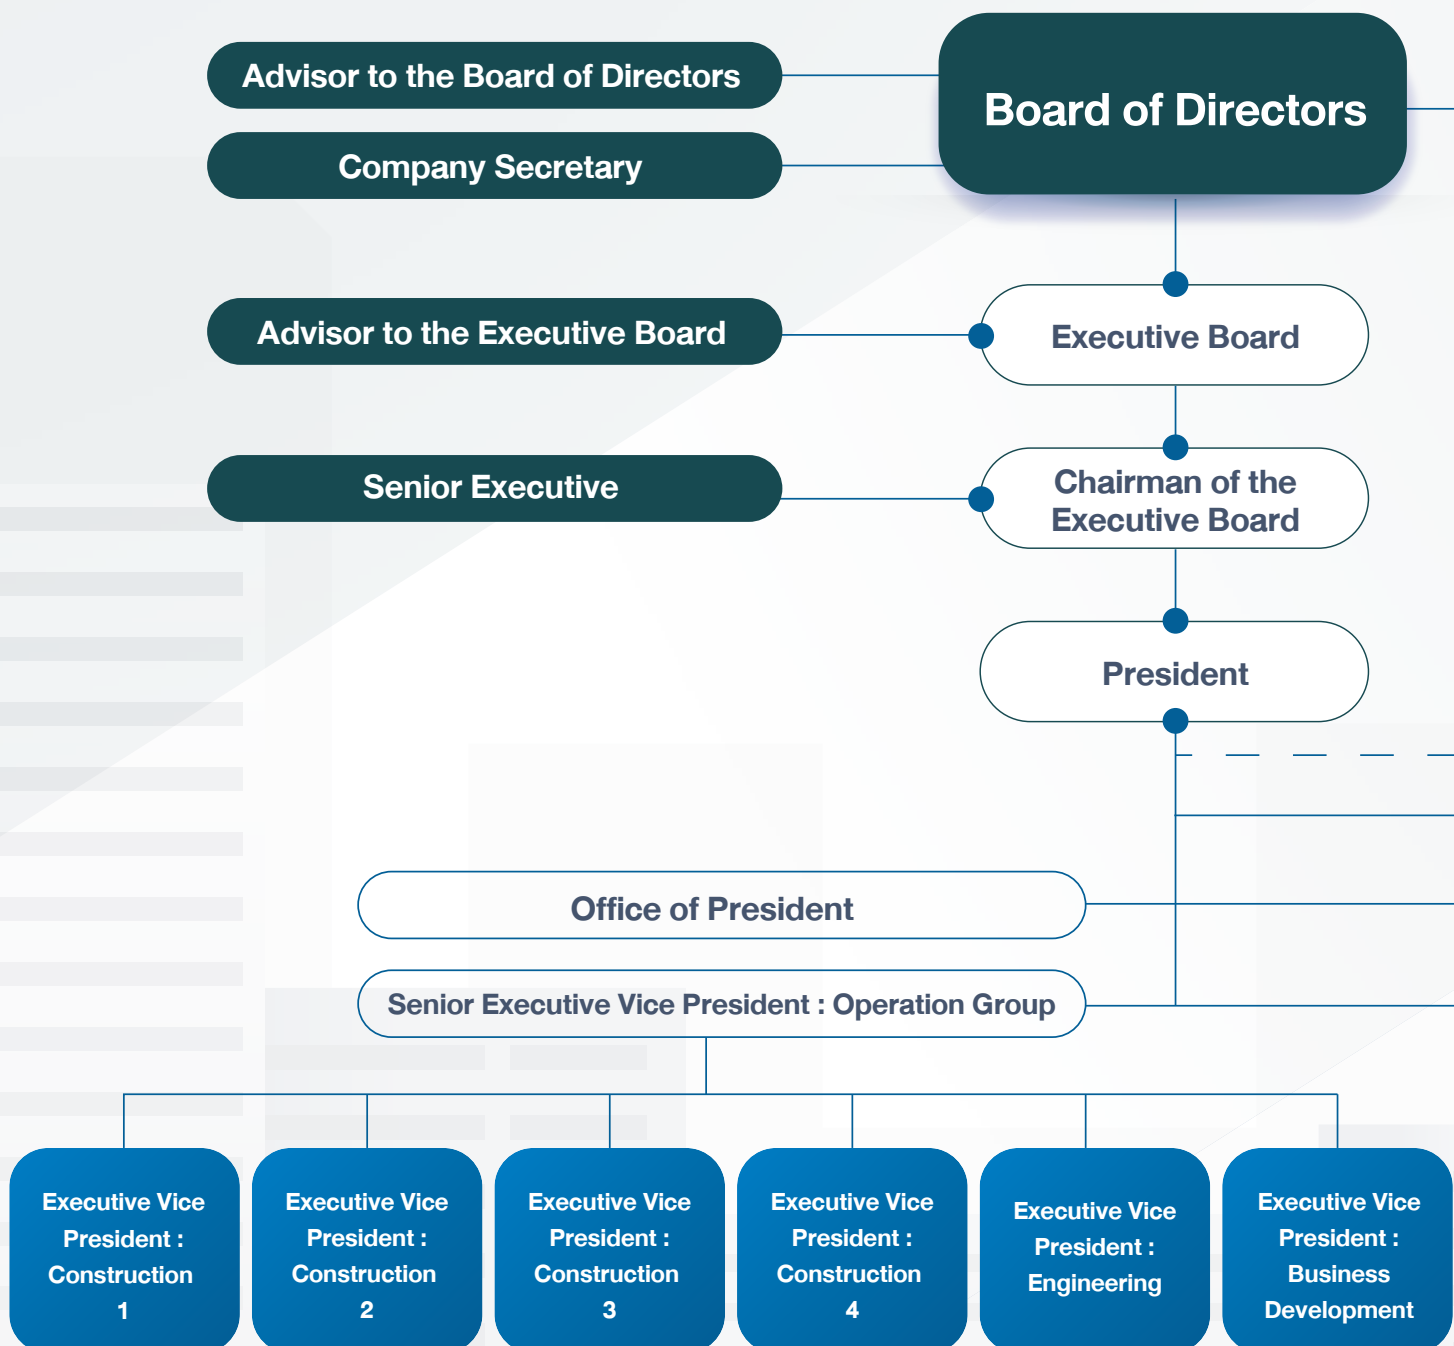 Advisor to the Board of Directors
Board of Directors
Company Secretary
Advisor to the Executive Board
Executive Board
Senior Executive
Chairman of the
Executive Board
President
Office of President
Senior Executive Vice President : Operation Group
Executive Vice
President :
Construction
1
Executive Vice
President :
Construction
2
Executive Vice
President :
Construction
3
Executive Vice
President :
Construction
4
Executive Vice
President :
Engineering
Executive Vice
President :
Business
Development